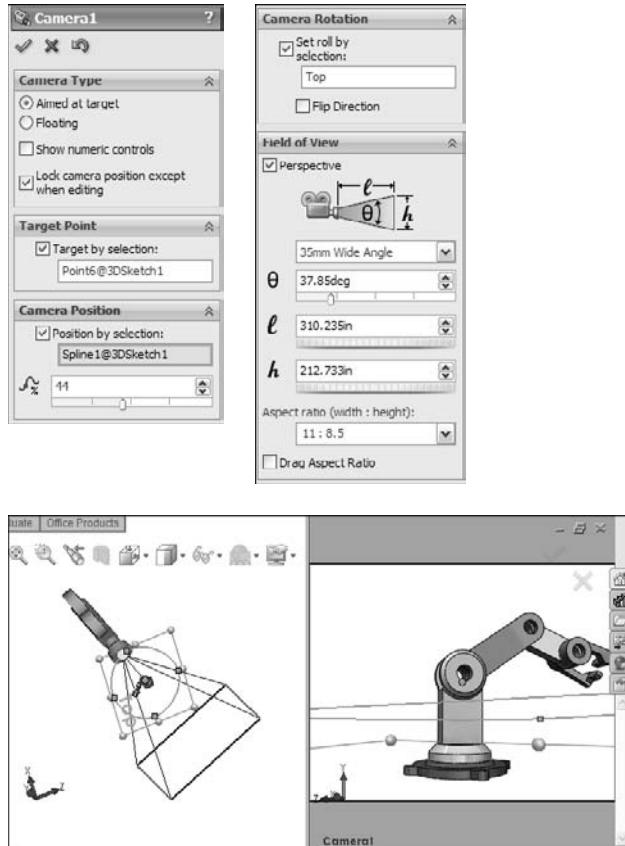 Camera1
?
Camera Type
Aimed at target
Floating
Show numeric controls
Lock camera position except
when editing
Target Point
Target by selection:
Point6@3DSketch1
Camera Position
Position by selection:
Spline1@3DSketch1
%
44
Camera Rotation
Set roll by
selection:
Top
Flip Direction
Field of View
Perspective
ℓ
θ
h
35mm Wide Angle
θ
37.85deg
ℓ
310.235in
h
212.733in
Aspect ratio (width : height):
11 : 8.5
Drag Aspect Ratio
Office Products
Camera1